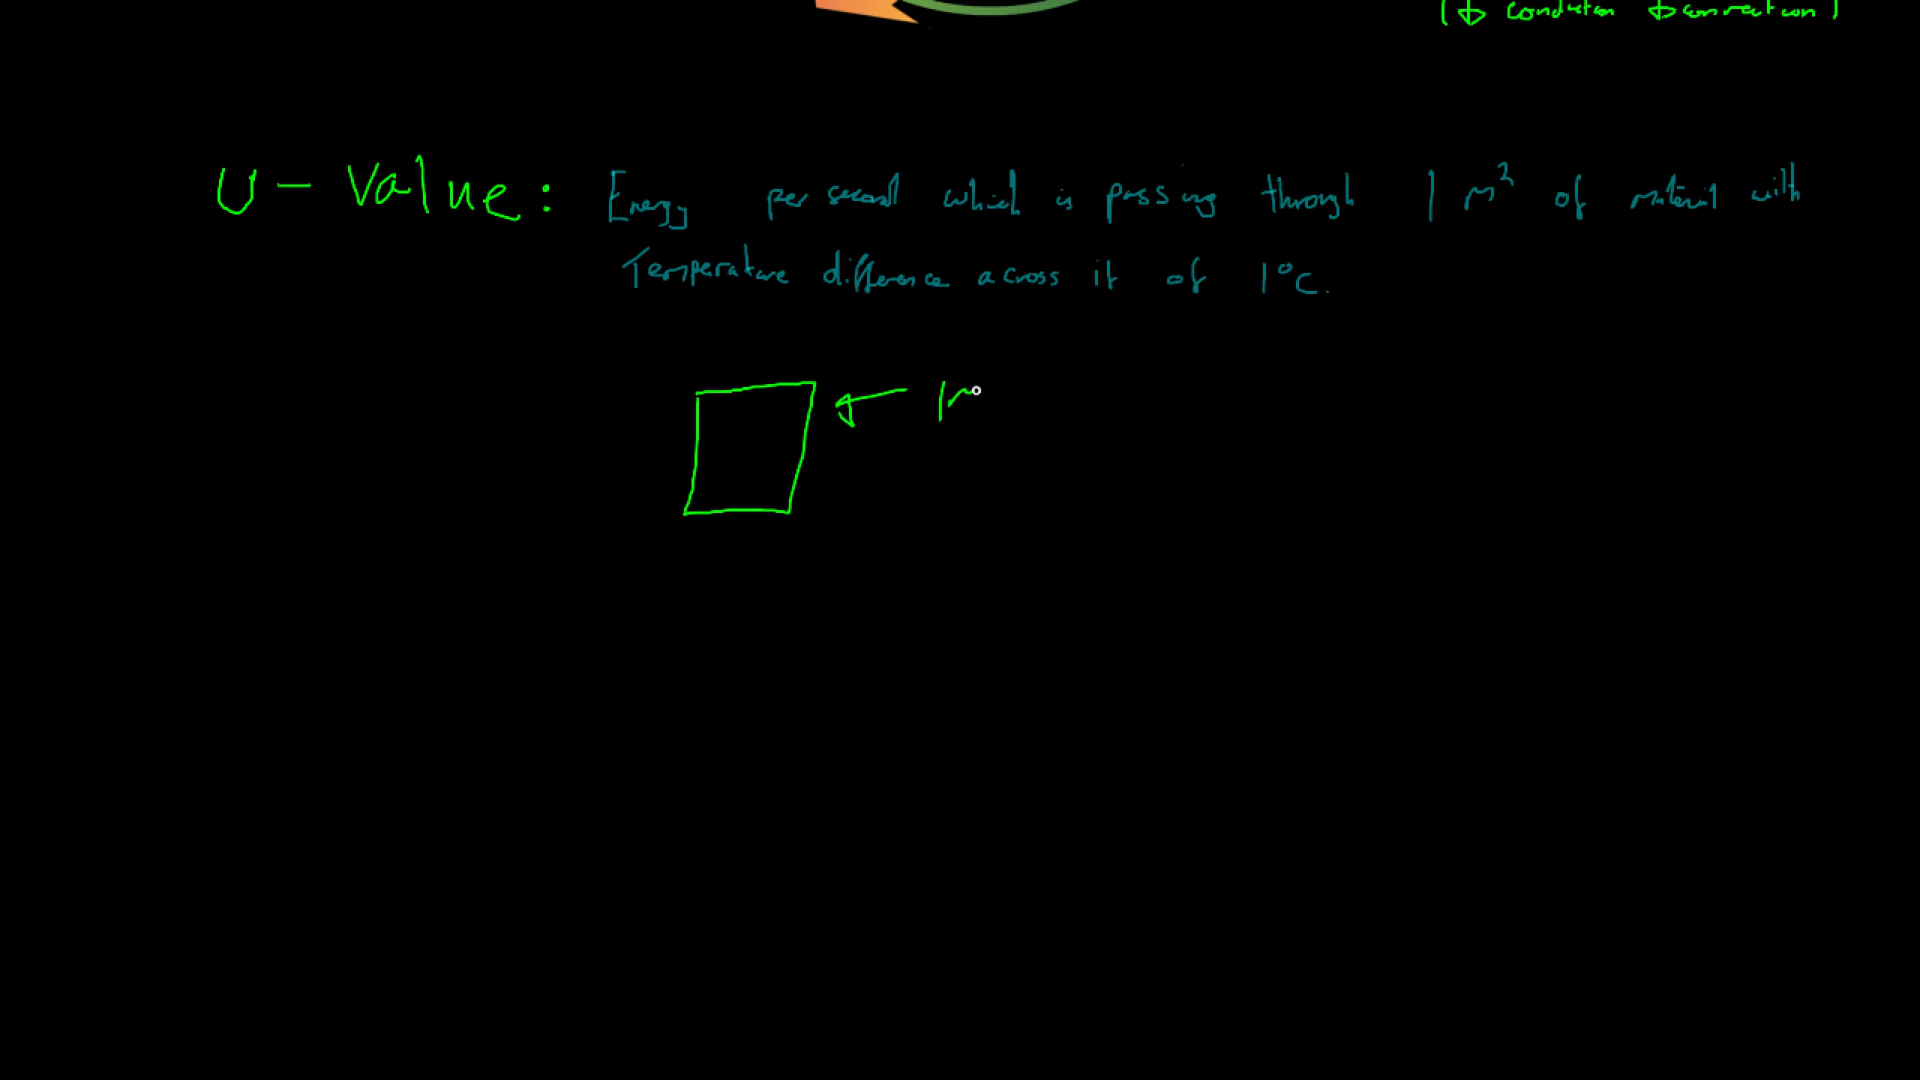 (↓ conduction ↓ convection)
U - Value: Energy per second which is passing through 1 m² of material with
Temperature difference across it of 1°C.
← 1m